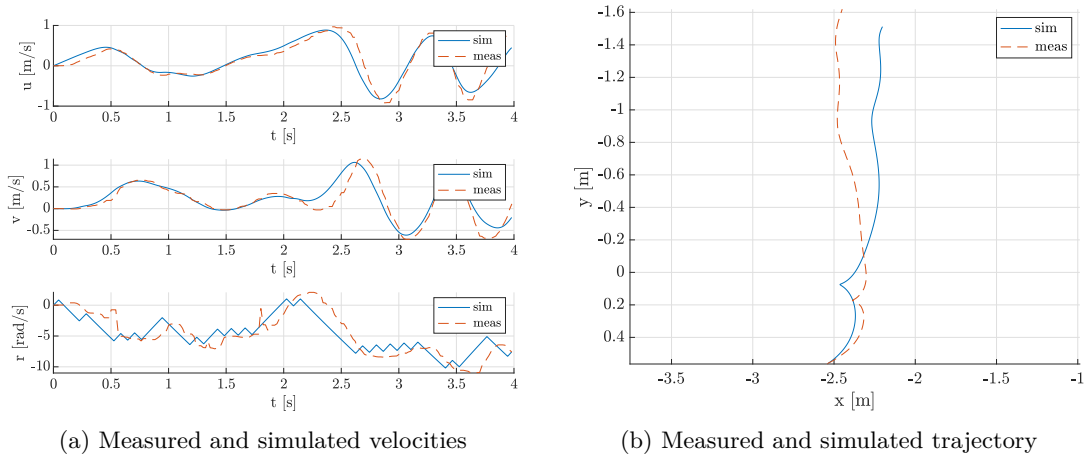 1
0
-1
u [m/s]
0 0.5 1 1.5 2 2.5 3 3.5 4
t [s]
sim
meas
1
0.5
0
-0.5
v [m/s]
0 0.5 1 1.5 2 2.5 3 3.5 4
t [s]
sim
meas
0
-5
-10
r [rad/s]
0 0.5 1 1.5 2 2.5 3 3.5 4
t [s]
sim
meas
(a) Measured and simulated velocities
-1.6
-1.4
-1.2
-1
-0.8
-0.6
-0.4
-0.2
0
0.2
0.4
y [m]
-3.5 -3 -2.5 -2 -1.5 -1
x [m]
sim
meas
(b) Measured and simulated trajectory